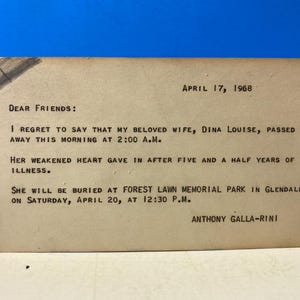 APRIL 17, 1968
DEAR FRIENDS:
I REGRET TO SAY THAT MY BELOVED WIFE, DINA LOUISE, PASSED
AWAY THIS MORNING AT 2:00 A.M.
HER WEAKENED HEART GAVE IN AFTER FIVE AND A HALF YEARS OF
ILLNESS.
SHE WILL BE BURIED AT FOREST LAWN MEMORIAL PARK IN GLENDAL
ON SATURDAY, APRIL 20, AT 12:30 P.M.
ANTHONY GALLA-RINI